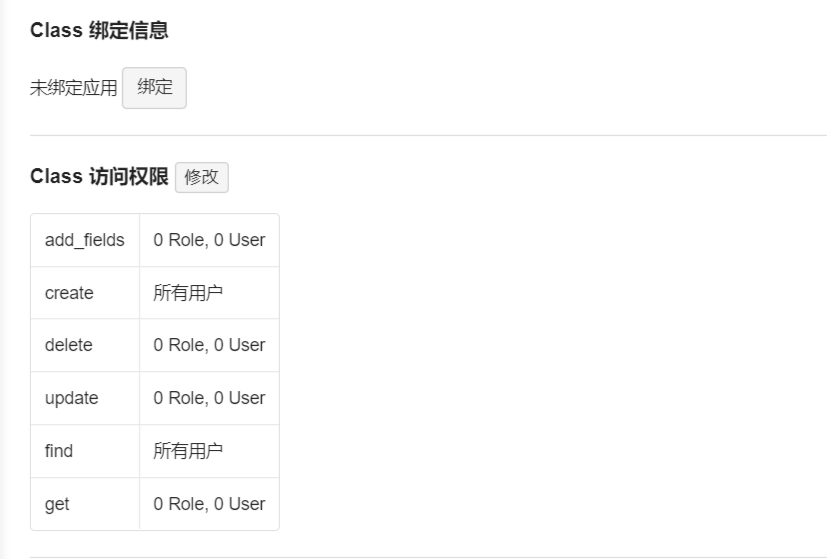 Class 绑定信息
未绑定应用 绑定
Class 访问权限 修改
add_fields 0 Role, 0 User
create 所有用户
delete 0 Role, 0 User
update 0 Role, 0 User
find 所有用户
get 0 Role, 0 User